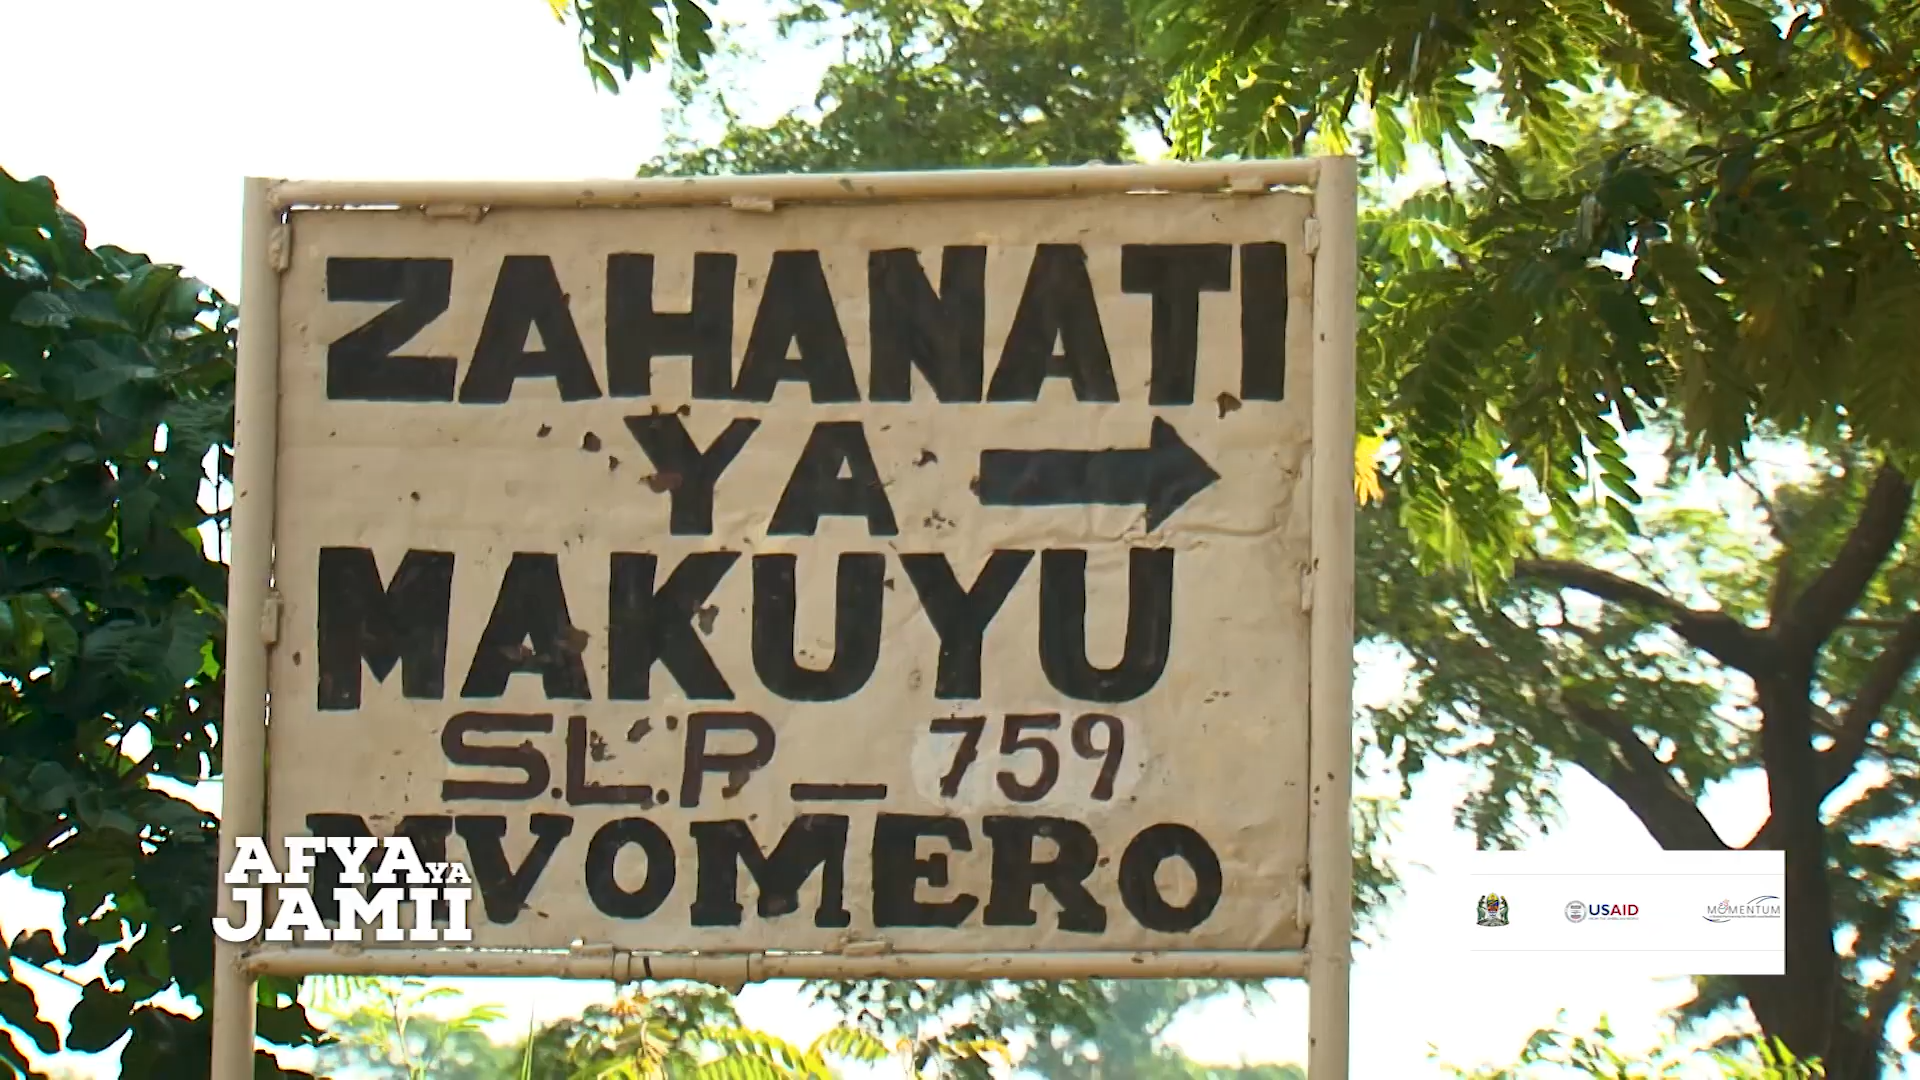 ZAHANATI
YA →
MAKUYU
S.L.P _ 759
MVOMERO
AFYA YA
JAMII
USAID
MOMENTUM